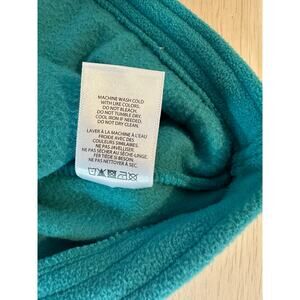 MACHINE WASH COLD
WITH LIKE COLORS.
DO NOT BLEACH.
DO NOT TUMBLE DRY.
COOL IRON IF NEEDED.
DO NOT DRY CLEAN.
LAVER À LA MACHINE À L'EAU
FROIDE AVEC DES
COULEURS SIMILAIRES.
NE PAS JAVELLISER.
NE PAS SÉCHER AU SÈCHE-LINGE.
FER TIÈDE SI BESOIN.
NE PAS NETTOYER À SEC.